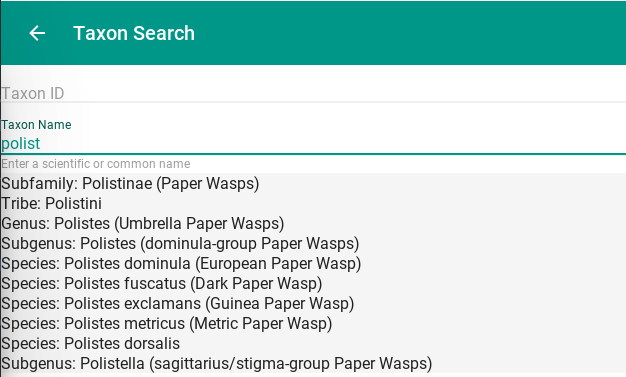 Taxon Search
Taxon ID
Taxon Name
polist
Enter a scientific or common name
Subfamily: Polistinae (Paper Wasps)
Tribe: Polistini
Genus: Polistes (Umbrella Paper Wasps)
Subgenus: Polistes (dominula-group Paper Wasps)
Species: Polistes dominula (European Paper Wasp)
Species: Polistes fuscatus (Dark Paper Wasp)
Species: Polistes exclamans (Guinea Paper Wasp)
Species: Polistes metricus (Metric Paper Wasp)
Species: Polistes dorsalis
Subgenus: Polistella (sagittarius/stigma-group Paper Wasps)